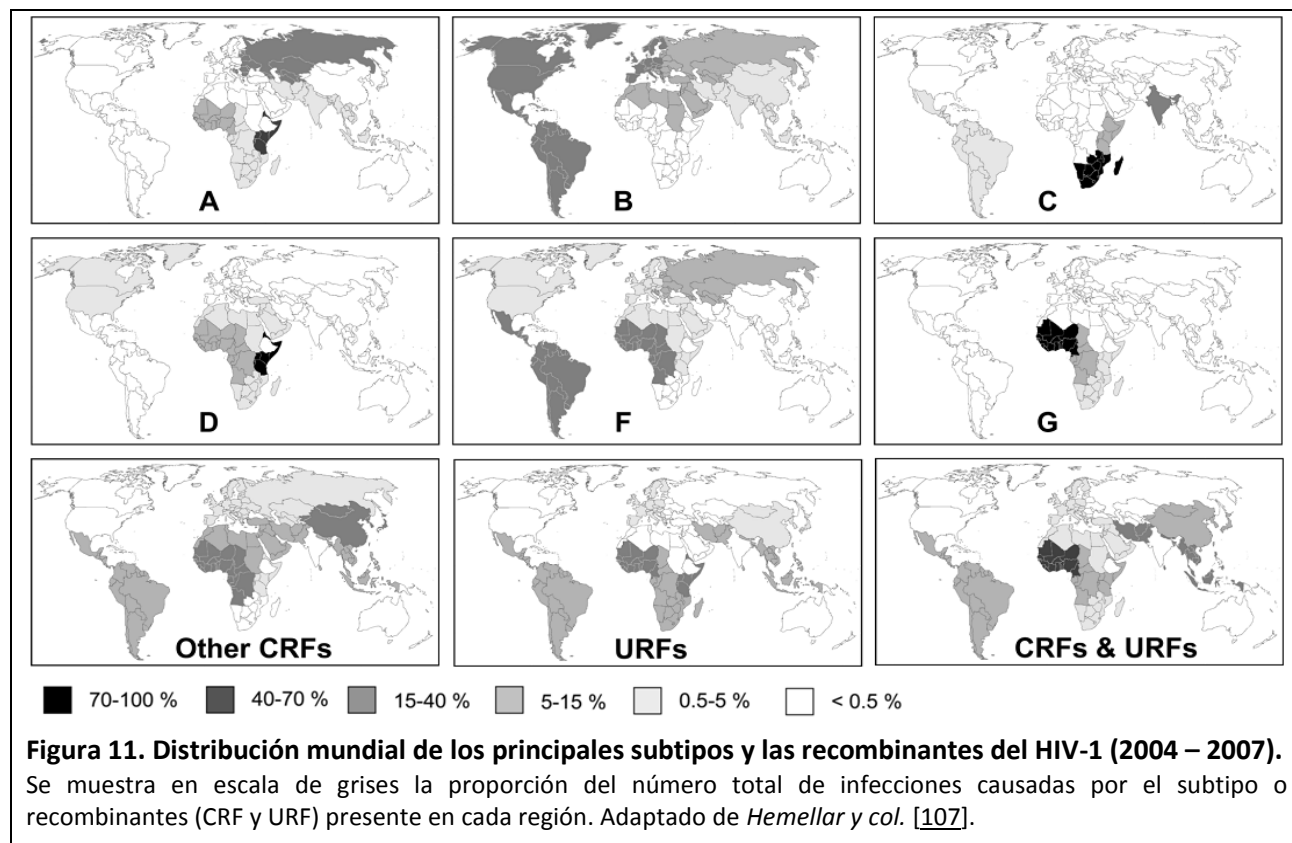 A
B
C
D
F
G
Other CRFs
URFs
CRFs & URFs
70-100 %
40-70 %
15-40 %
5-15 %
0.5-5 %
< 0.5 %
Figura 11. Distribución mundial de los principales subtipos y las recombinantes del HIV-1 (2004 – 2007).
Se muestra en escala de grises la proporción del número total de infecciones causadas por el subtipo o
recombinantes (CRF y URF) presente en cada región. Adaptado de Hemellar y col. [107].